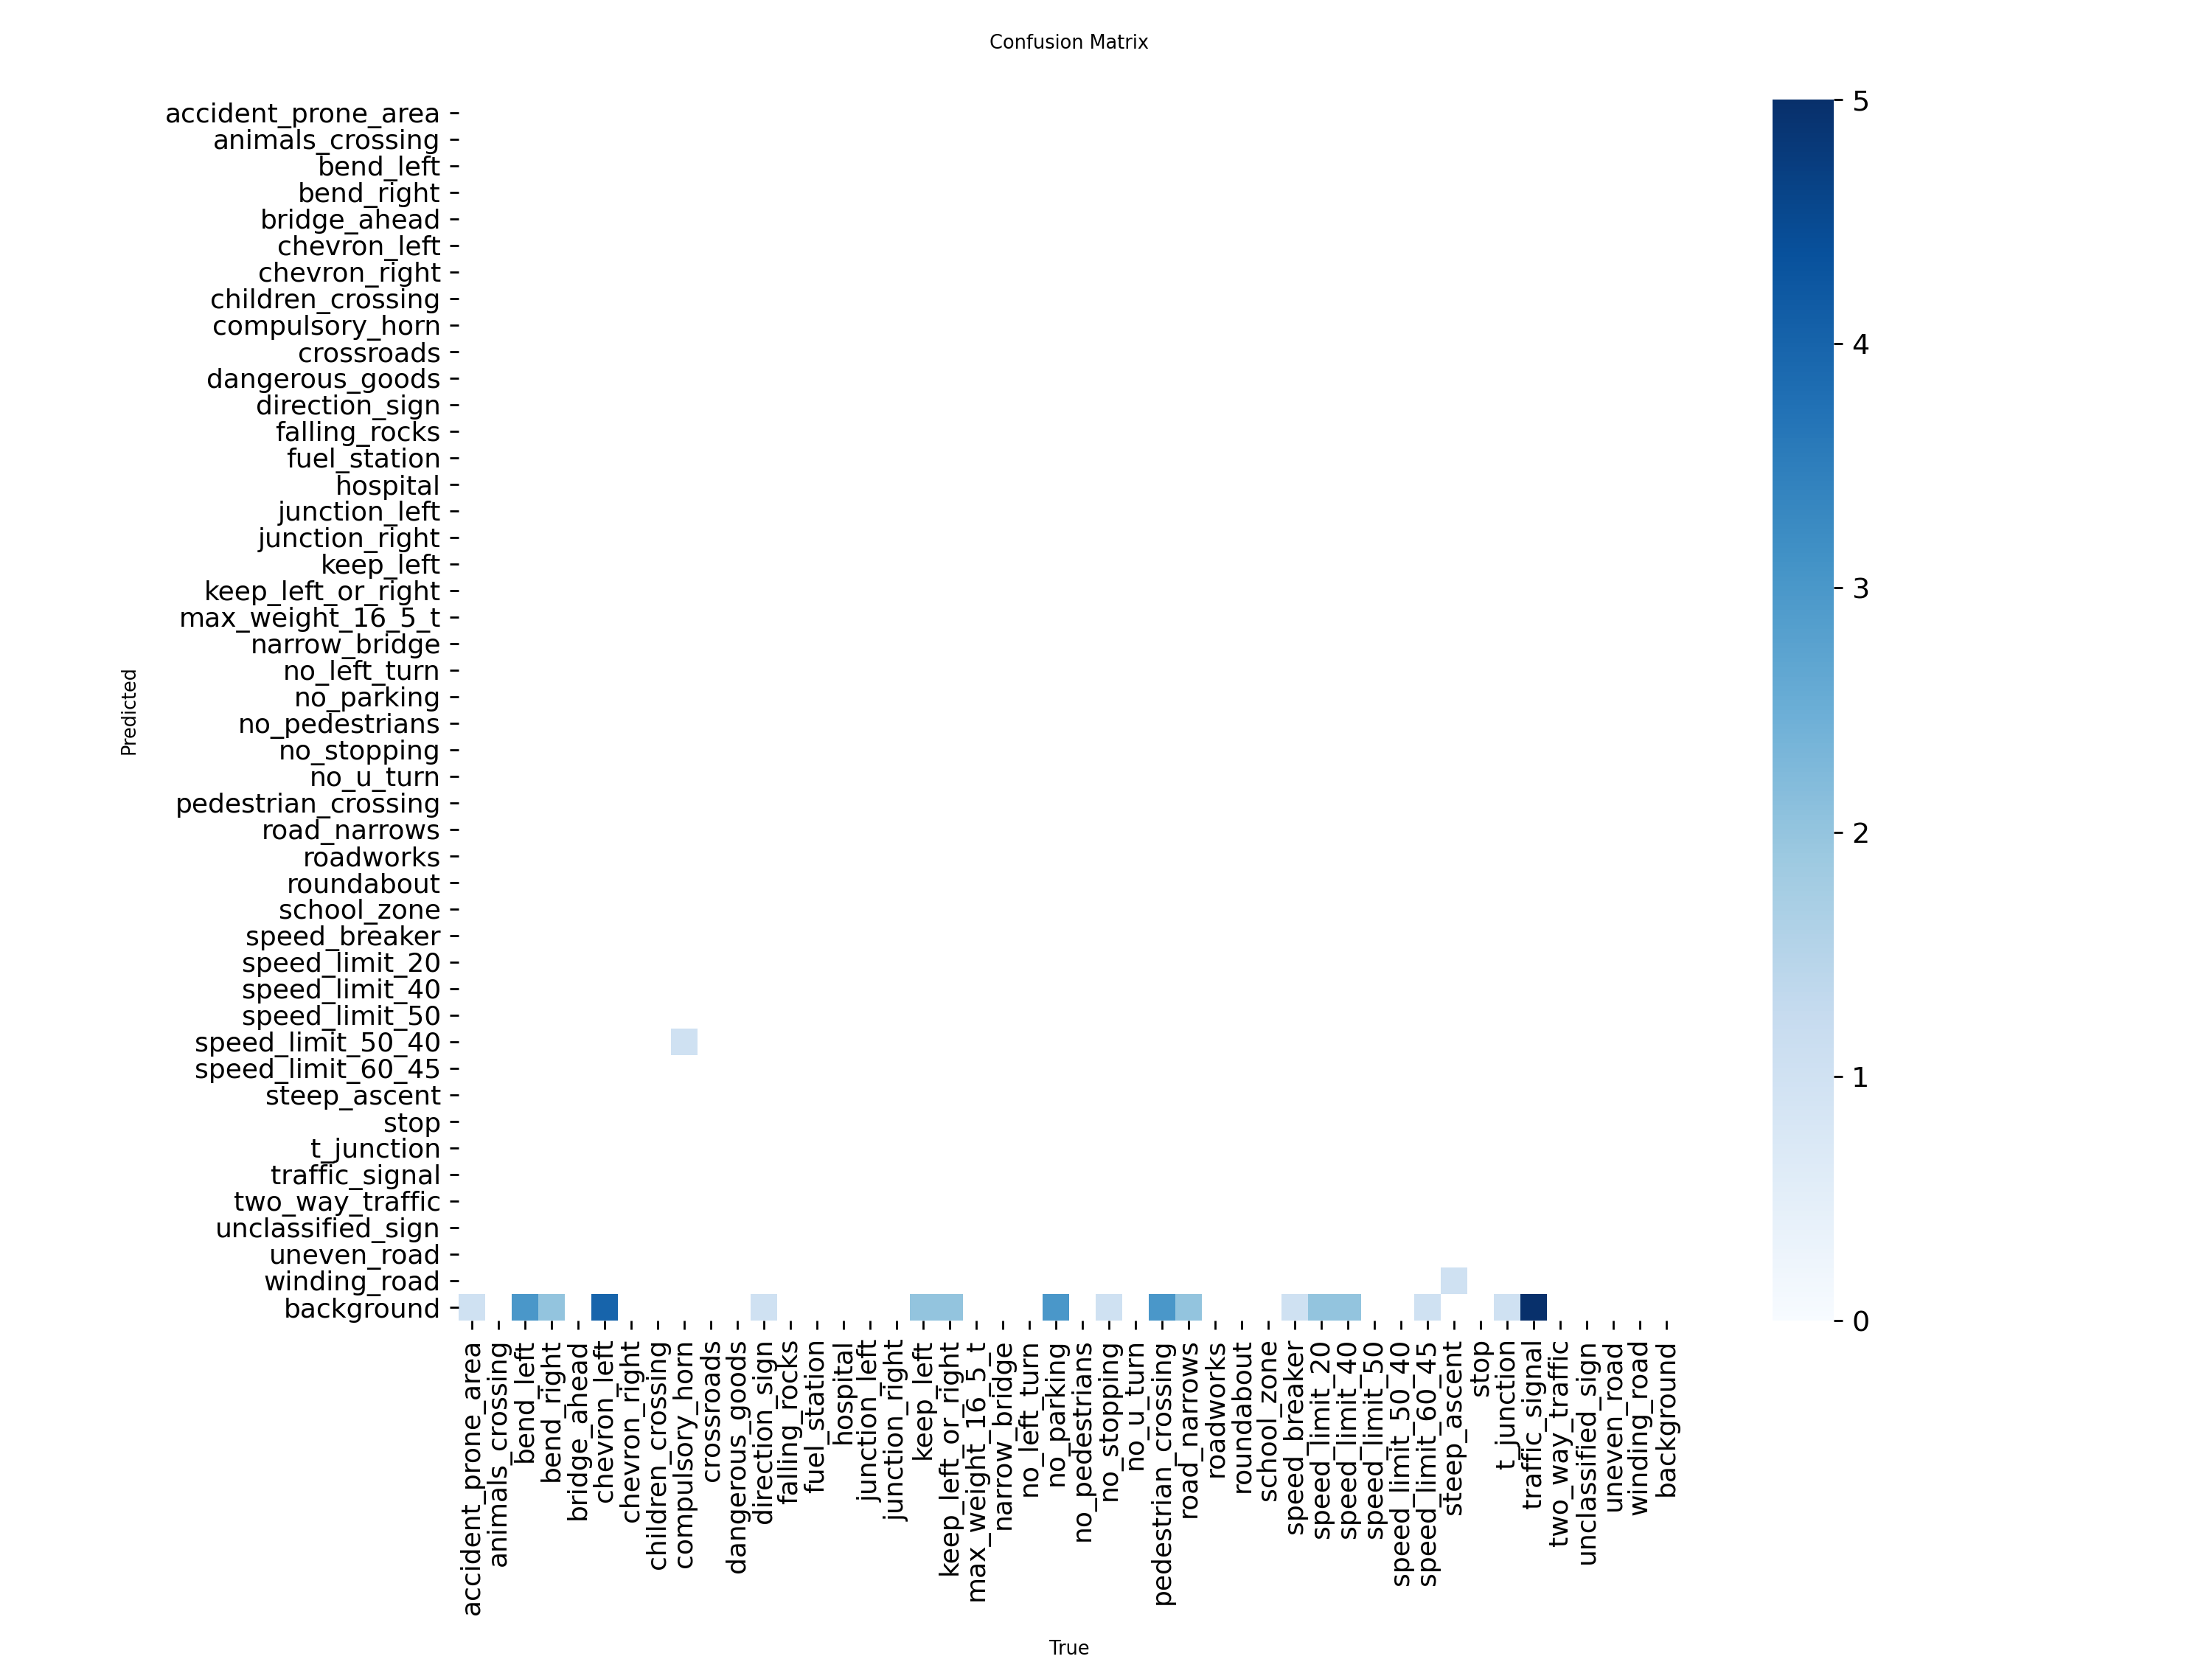 Confusion Matrix
accident_prone_area
animals_crossing
bend_left
bend_right
bridge_ahead
chevron_left
chevron_right
children_crossing
compulsory_horn
crossroads
dangerous_goods
direction_sign
falling_rocks
fuel_station
hospital
junction_left
junction_right
keep_left
keep_left_or_right
max_weight_16_5_t
narrow_bridge
no_left_turn
no_parking
no_pedestrians
no_stopping
no_u_turn
pedestrian_crossing
road_narrows
roadworks
roundabout
school_zone
speed_breaker
speed_limit_20
speed_limit_40
speed_limit_50
speed_limit_50_40
speed_limit_60_45
steep_ascent
stop
t_junction
traffic_signal
two_way_traffic
unclassified_sign
uneven_road
winding_road
background
Predicted
accident_prone_area
animals_crossing
bend_left
bend_right
bridge_ahead
chevron_left
chevron_right
children_crossing
compulsory_horn
crossroads
dangerous_goods
direction_sign
falling_rocks
fuel_station
hospital
junction_left
junction_right
keep_left
keep_left_or_right
max_weight_16_5_t
narrow_bridge
no_left_turn
no_parking
no_pedestrians
no_stopping
no_u_turn
pedestrian_crossing
road_narrows
roadworks
roundabout
school_zone
speed_breaker
speed_limit_20
speed_limit_40
speed_limit_50
speed_limit_50_40
speed_limit_60_45
steep_ascent
stop
t_junction
traffic_signal
two_way_traffic
unclassified_sign
uneven_road
winding_road
background
True
5
4
3
2
1
0